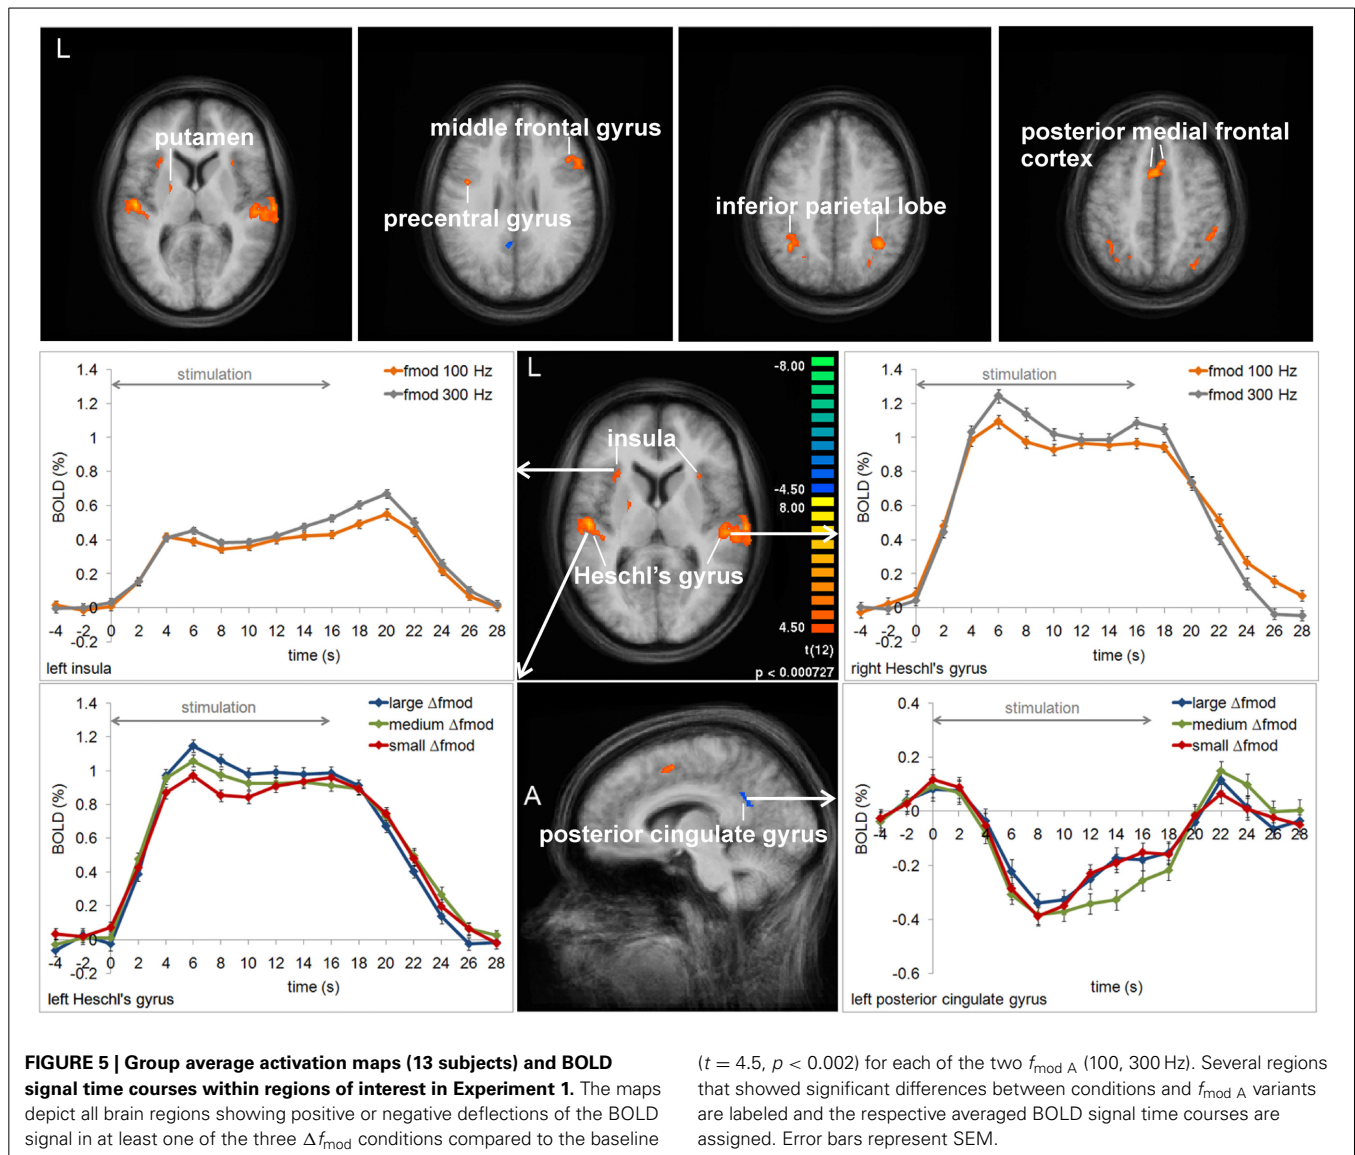 L
putamen
middle frontal gyrus
precentral gyrus
inferior parietal lobe
posterior medial frontal
cortex
1.4
1.2
1
0.8
0.6
0.4
0.2
0
-0.2
BOLD (%)
stimulation
fmod 100 Hz
fmod 300 Hz
-4 -2 0 2 4 6 8 10 12 14 16 18 20 22 24 26 28
time (s)
left insula
L
insula
Heschl's gyrus
-8.00
-4.50
8.00
4.50
t(12)
p < 0.000727
1.4
1.2
1
0.8
0.6
0.4
0.2
0
-0.2
BOLD (%)
stimulation
fmod 100 Hz
fmod 300 Hz
-4 -2 0 2 4 6 8 10 12 14 16 18 20 22 24 26 28
time (s)
right Heschl's gyrus
1.4
1.2
1
0.8
0.6
0.4
0.2
0
-0.2
BOLD (%)
stimulation
large Δfmod
medium Δfmod
small Δfmod
-4 -2 0 2 4 6 8 10 12 14 16 18 20 22 24 26 28
time (s)
left Heschl's gyrus
A
posterior cingulate gyrus
0.4
0.2
0
-0.2
-0.4
-0.6
BOLD (%)
stimulation
large Δfmod
medium Δfmod
small Δfmod
-4 -2 0 2 4 6 8 10 12 14 16 18 20 22 24 26 28
time (s)
left posterior cingulate gyrus
FIGURE 5 | Group average activation maps (13 subjects) and BOLD
signal time courses within regions of interest in Experiment 1. The maps
depict all brain regions showing positive or negative deflections of the BOLD
signal in at least one of the three Δfmod conditions compared to the baseline
(t = 4.5, p < 0.002) for each of the two fmod A (100, 300 Hz). Several regions
that showed significant differences between conditions and fmod A variants
are labeled and the respective averaged BOLD signal time courses are
assigned. Error bars represent SEM.